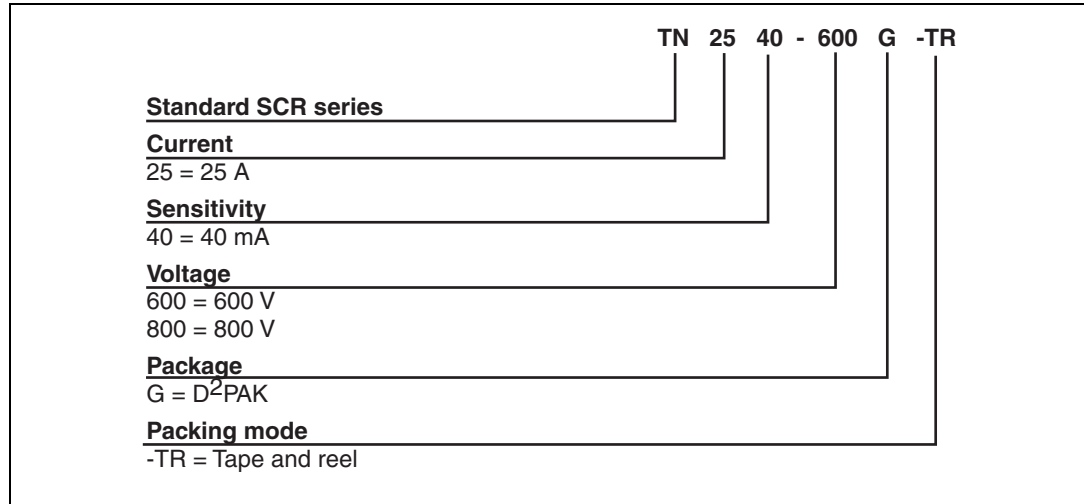 TN 25 40 - 600 G -TR
Standard SCR series
Current
25 = 25 A
Sensitivity
40 = 40 mA
Voltage
600 = 600 V
800 = 800 V
Package
G = D²PAK
Packing mode
-TR = Tape and reel